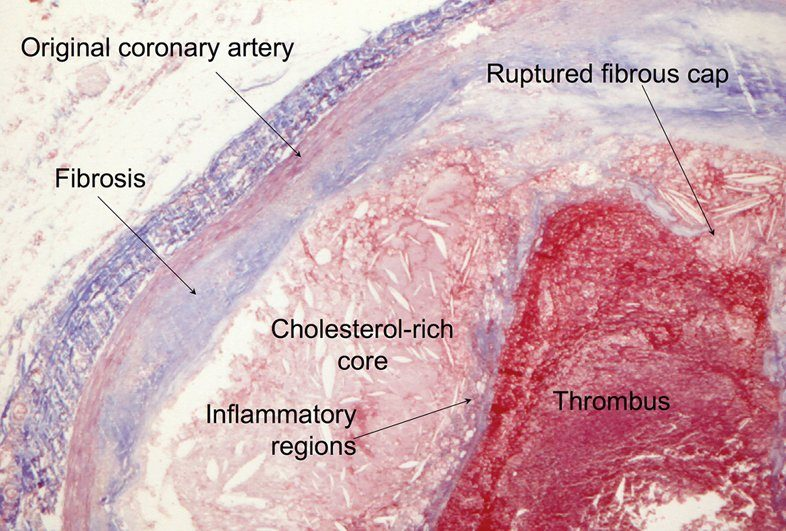 Original coronary artery
Ruptured fibrous cap
Fibrosis
Cholesterol-rich
core
Inflammatory
regions
Thrombus